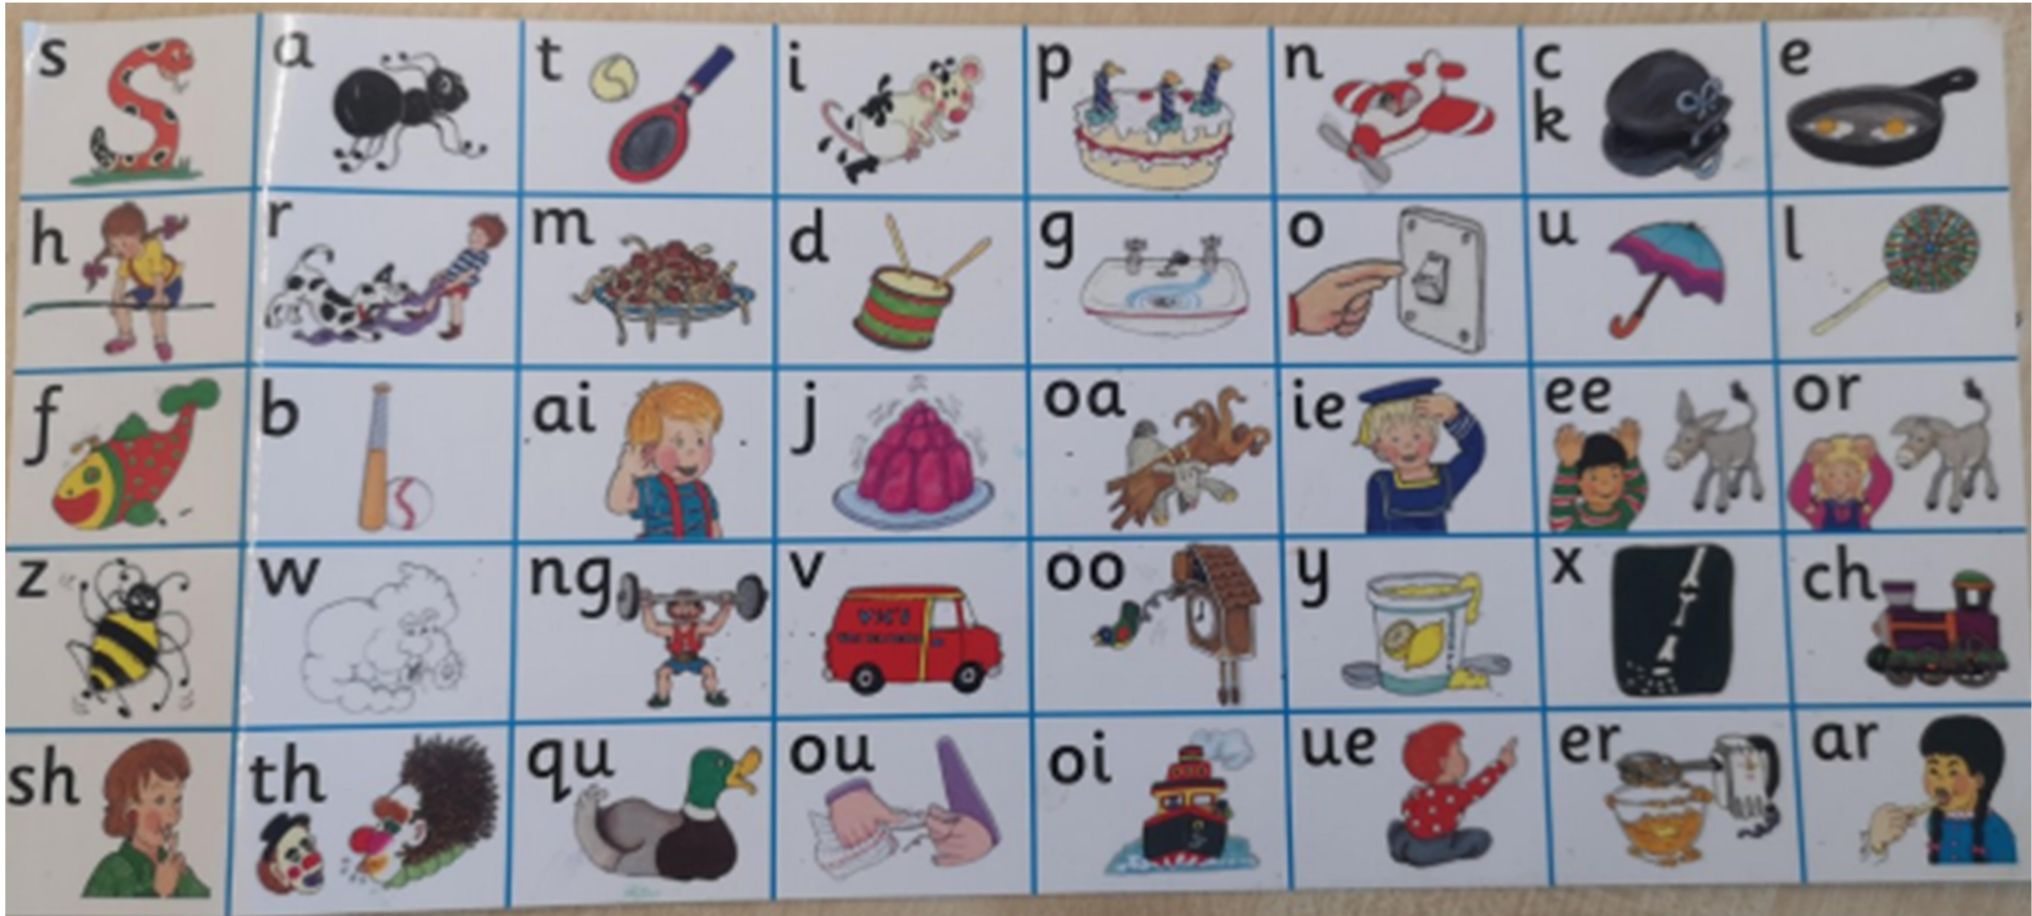 s a t i p n c k e
h r m d g o u l
f b ai j oa ie ee or
z w ng v oo y x ch
sh th qu ou oi ue er ar